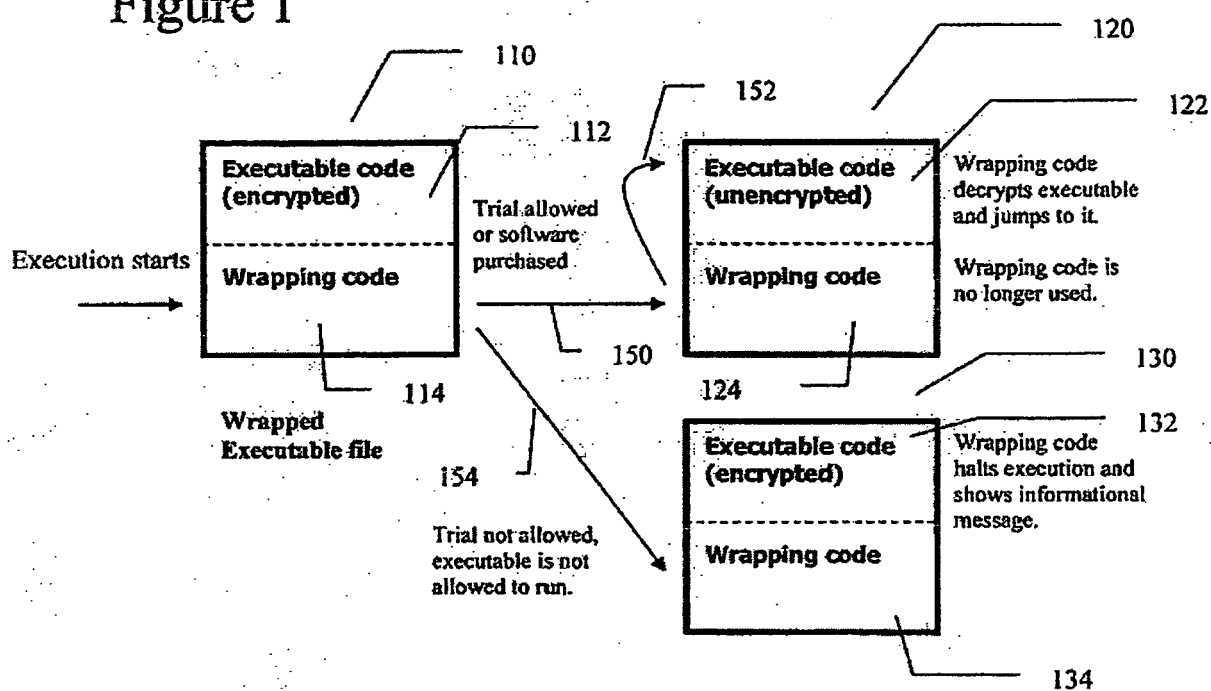 Figure 1
110
120
152
122
112
Executable code
(encrypted)
Wrapping code
Execution starts
Trial allowed
or software
purchased
Executable code
(unencrypted)
Wrapping code
Wrapping code
decrypts executable
and jumps to it.
Wrapping code is
no longer used.
150
114
124
130
132
Wrapped
Executable file
154
Trial not allowed,
executable is not
allowed to run.
Executable code
(encrypted)
Wrapping code
Wrapping code
halts execution and
shows informational
message.
134